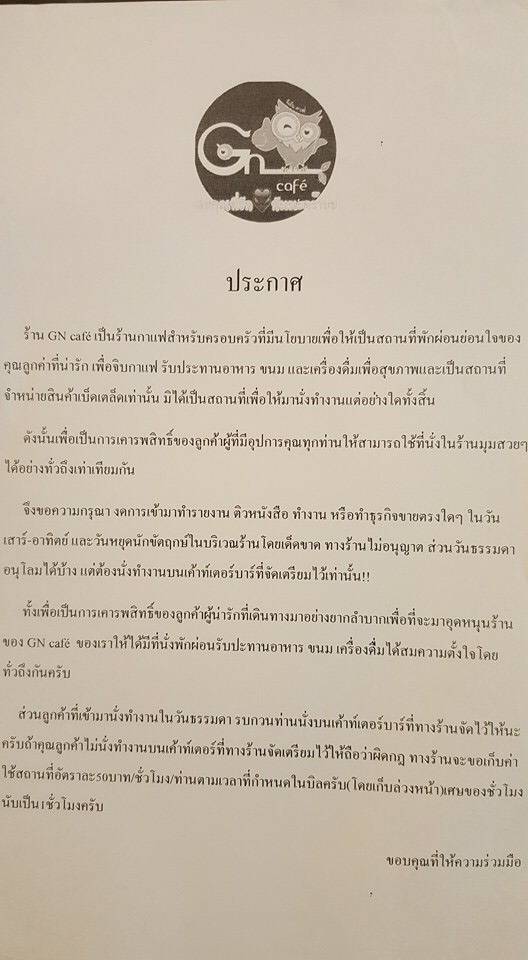 Gn
café
ประกาศ
ร้าน GN café เป็นร้านกาแฟสำหรับครอบครัวที่มีนโยบายเพื่อให้เป็นสถานที่พักผ่อนย่อนใจของ
คุณลูกค้าที่น่ารัก เพื่อจิบกาแฟ รับประทานอาหาร ขนม และเครื่องดื่มเพื่อสุขภาพและเป็นสถานที่
จำหน่ายสินค้าเบ็ดเตล็ดเท่านั้น มิได้เป็นสถานที่เพื่อให้มานั่งทำงานแต่อย่างใดทั้งสิ้น
ดังนั้นเพื่อเป็นการเคารพสิทธิ์ของลูกค้าผู้ที่มีอุปการคุณทุกท่านให้สามารถใช้ที่นั่งในร้านมุมสวยๆ
ได้อย่างทั่วถึงเท่าเทียมกัน
จึงขอความกรุณา งดการเข้ามาทำรายงาน ติวหนังสือ ทำงาน หรือทำธุรกิจขายตรงใดๆ ในวัน
เสาร์-อาทิตย์ และวันหยุดนักขัตฤกษ์ในบริเวณร้านโดยเด็ดขาด ทางร้านไม่อนุญาต ส่วนวันธรรมดา
อนุโลมได้บ้าง แต่ต้องนั่งทำงานบนเค้าท์เตอร์บาร์ที่จัดเตรียมไว้เท่านั้น!!
ทั้งเพื่อเป็นการเคารพสิทธิ์ของลูกค้าผู้น่ารักที่เดินทางมาอย่างยากลำบากเพื่อที่จะมาอุดหนุนร้าน
ของ GN café ของเราให้ได้มีที่นั่งพักผ่อนรับประทานอาหาร ขนม เครื่องดื่มได้สมความตั้งใจโดย
ทั่วถึงกันครับ
ส่วนลูกค้าที่เข้ามานั่งทำงานในวันธรรมดา รบกวนท่านนั่งบนเค้าท์เตอร์บาร์ที่ทางร้านจัดไว้ให้นะ
ครับถ้าคุณลูกค้าไม่นั่งทำงานบนเค้าท์เตอร์ที่ทางร้านจัดเตรียมไว้ให้ถือว่าผิดกฎ ทางร้านจะขอเก็บค่า
ใช้สถานที่อัตราละ50บาท/ชั่วโมง/ท่านตามเวลาที่กำหนดในบิลครับ(โดยเก็บล่วงหน้า)เศษของชั่วโมง
นับเป็น 1ชั่วโมงครับ
ขอบคุณที่ให้ความร่วมมือ